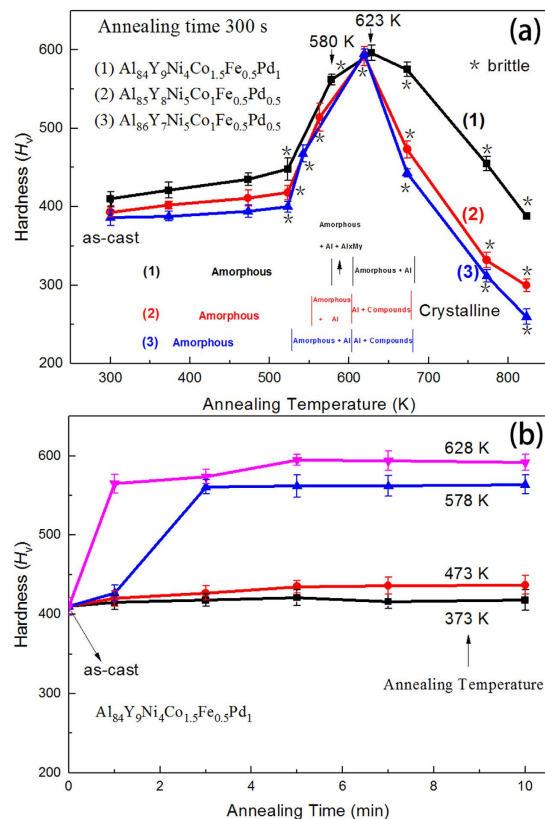 (a)
Annealing time 300 s
580 K
623 K
* brittle
(1) Al84Y9Ni4Co1.5Fe0.5Pd1
(2) Al85Y8Ni5Co1Fe0.5Pd0.5
(3) Al86Y7Ni5Co1Fe0.5Pd0.5
(1)
(2)
(3)
600
500
400
300
200
Hardness (Hv)
as-cast
Amorphous
+ Al + AlxMy
(1) Amorphous
Amorphous + Al
(2) Amorphous
Amorphous
+ Al
Al + Compounds
Crystalline
(3) Amorphous
Amorphous + Al
Al + Compounds
300 400 500 600 700 800
Annealing Temperature (K)
(b)
600
500
400
300
200
Hardness (Hv)
628 K
578 K
473 K
373 K
as-cast
Annealing Temperature
Al84Y9Ni4Co1.5Fe0.5Pd1
0 2 4 6 8 10
Annealing Time (min)